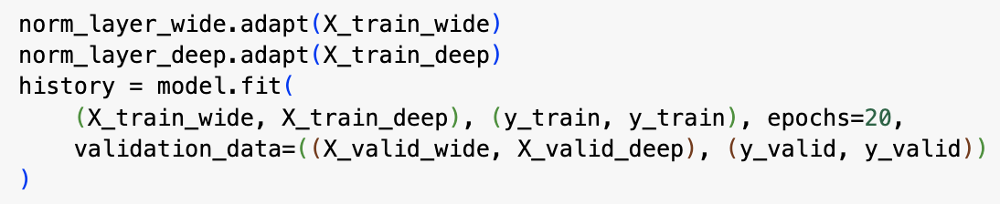 norm_layer_wide.adapt(X_train_wide)
norm_layer_deep.adapt(X_train_deep)
history = model.fit(
    (X_train_wide, X_train_deep), (y_train, y_train), epochs=20,
    validation_data=((X_valid_wide, X_valid_deep), (y_valid, y_valid))
)